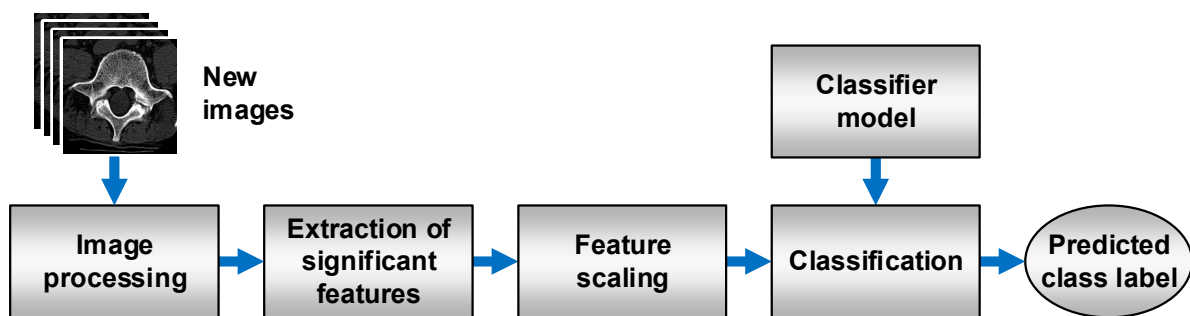 New
images
Classifier
model
Image
processing
Extraction of
significant
features
Feature
scaling
Classification
Predicted
class label